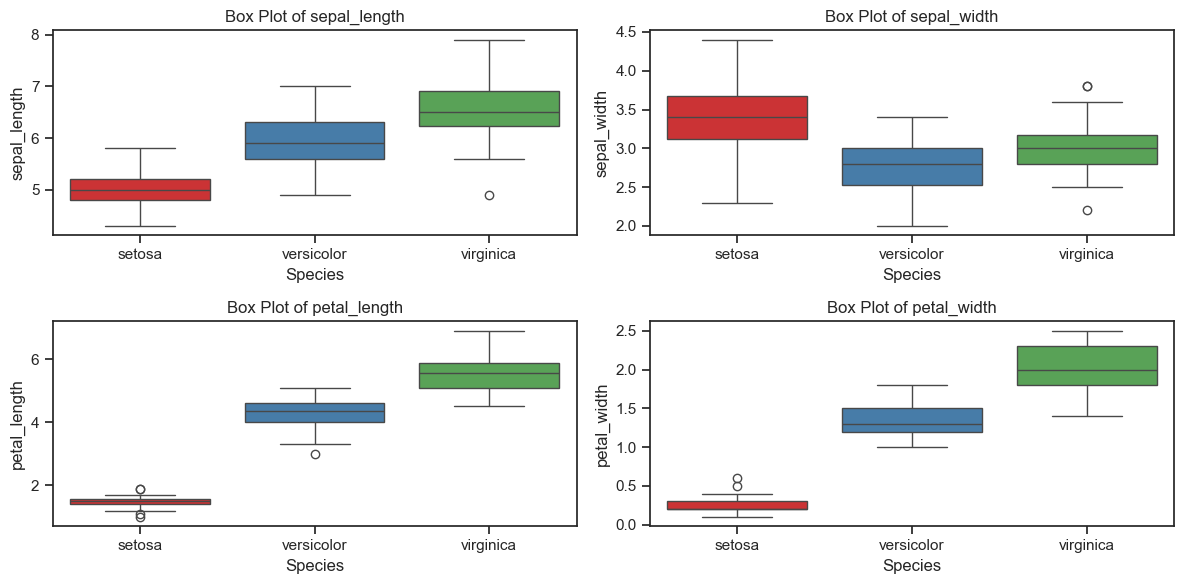 Box Plot of sepal_length
8
7
6
5
sepal_length
setosa
versicolor
virginica
Species
Box Plot of sepal_width
4.5
4.0
3.5
3.0
2.5
2.0
sepal_width
setosa
versicolor
virginica
Species
Box Plot of petal_length
6
4
2
petal_length
setosa
versicolor
virginica
Species
Box Plot of petal_width
2.5
2.0
1.5
1.0
0.5
0.0
petal_width
setosa
versicolor
virginica
Species